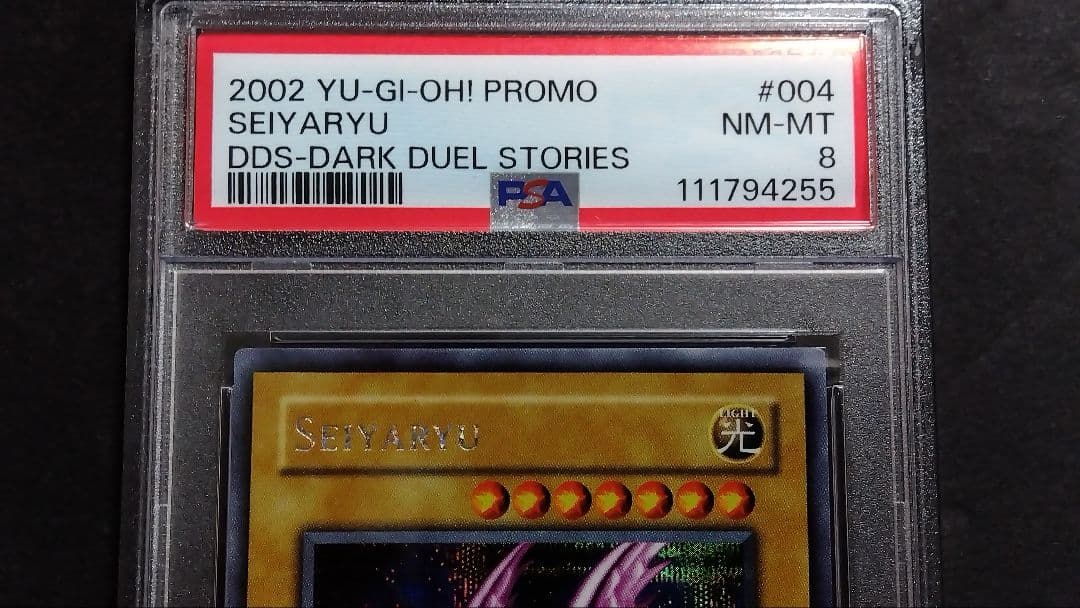 2002 YU-GI-OH! PROMO #004
SEIYARYU NM-MT
DDS-DARK DUEL STORIES 8
PSA 111794255
SEIYARYU
LIGHT
光